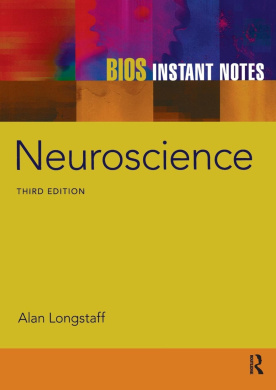 BIOS INSTANT NOTES
Neuroscience
THIRD EDITION
Alan Longstaff
R